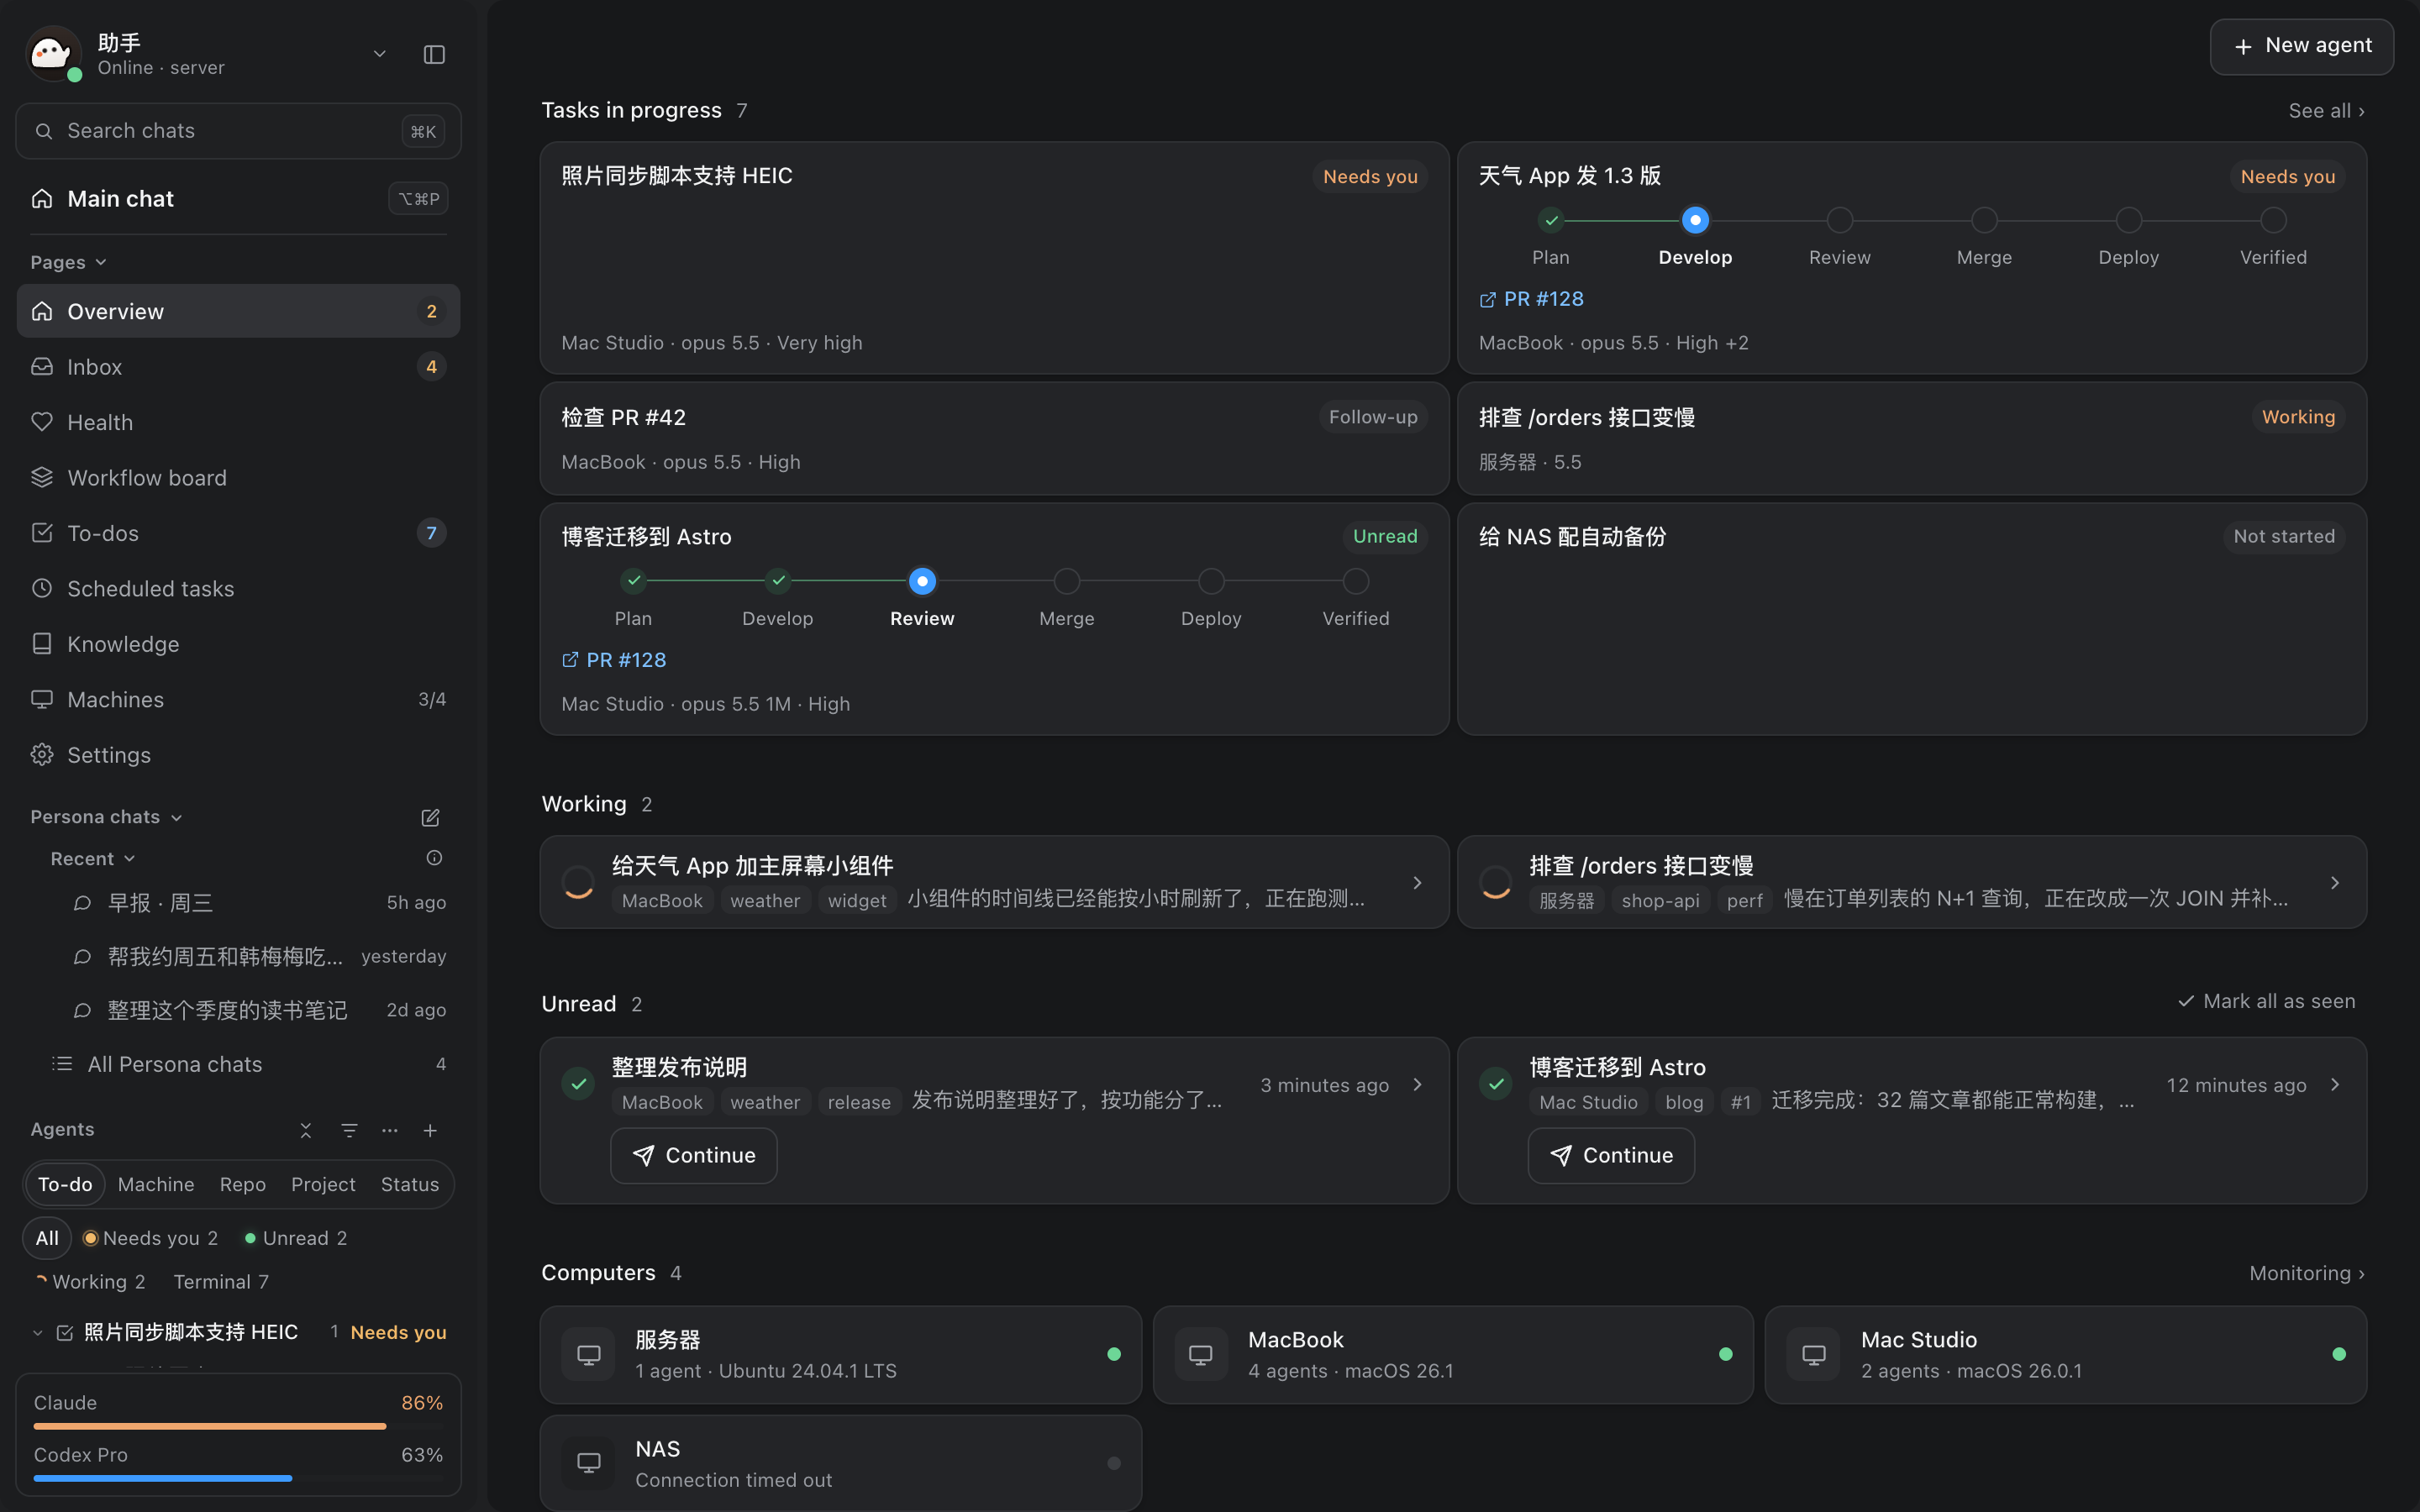 助手
Online · server
Search chats ⌘K
Main chat ⌥⌘P
Pages
Overview 2
Inbox 4
Health
Workflow board
To-dos 7
Scheduled tasks
Knowledge
Machines 3/4
Settings
Persona chats
Recent
早报 · 周三 5h ago
帮我约周五和韩梅梅吃... yesterday
整理这个季度的读书笔记 2d ago
All Persona chats 4
Agents
To-do Machine Repo Project Status
All Needs you 2 Unread 2
Working 2 Terminal 7
照片同步脚本支持 HEIC 1 Needs you
Claude 86%
Codex Pro 63%
New agent
Tasks in progress 7 See all ›
照片同步脚本支持 HEIC Needs you
Mac Studio · opus 5.5 · Very high
天气 App 发 1.3 版 Needs you
Plan Develop Review Merge Deploy Verified
PR #128
MacBook · opus 5.5 · High +2
检查 PR #42 Follow-up
MacBook · opus 5.5 · High
排查 /orders 接口变慢 Working
服务器 · 5.5
博客迁移到 Astro Unread
Plan Develop Review Merge Deploy Verified
PR #128
Mac Studio · opus 5.5 1M · High
给 NAS 配自动备份 Not started
Working 2
给天气 App 加主屏幕小组件
MacBook weather widget 小组件的时间线已经能按小时刷新了，正在跑测...
排查 /orders 接口变慢
服务器 shop-api perf 慢在订单列表的 N+1 查询，正在改成一次 JOIN 并补...
Unread 2 Mark all as seen
整理发布说明
MacBook weather release 发布说明整理好了，按功能分了... 3 minutes ago
Continue
博客迁移到 Astro
Mac Studio blog #1 迁移完成：32 篇文章都能正常构建，... 12 minutes ago
Continue
Computers 4 Monitoring ›
服务器
1 agent · Ubuntu 24.04.1 LTS
MacBook
4 agents · macOS 26.1
Mac Studio
2 agents · macOS 26.0.1
NAS
Connection timed out